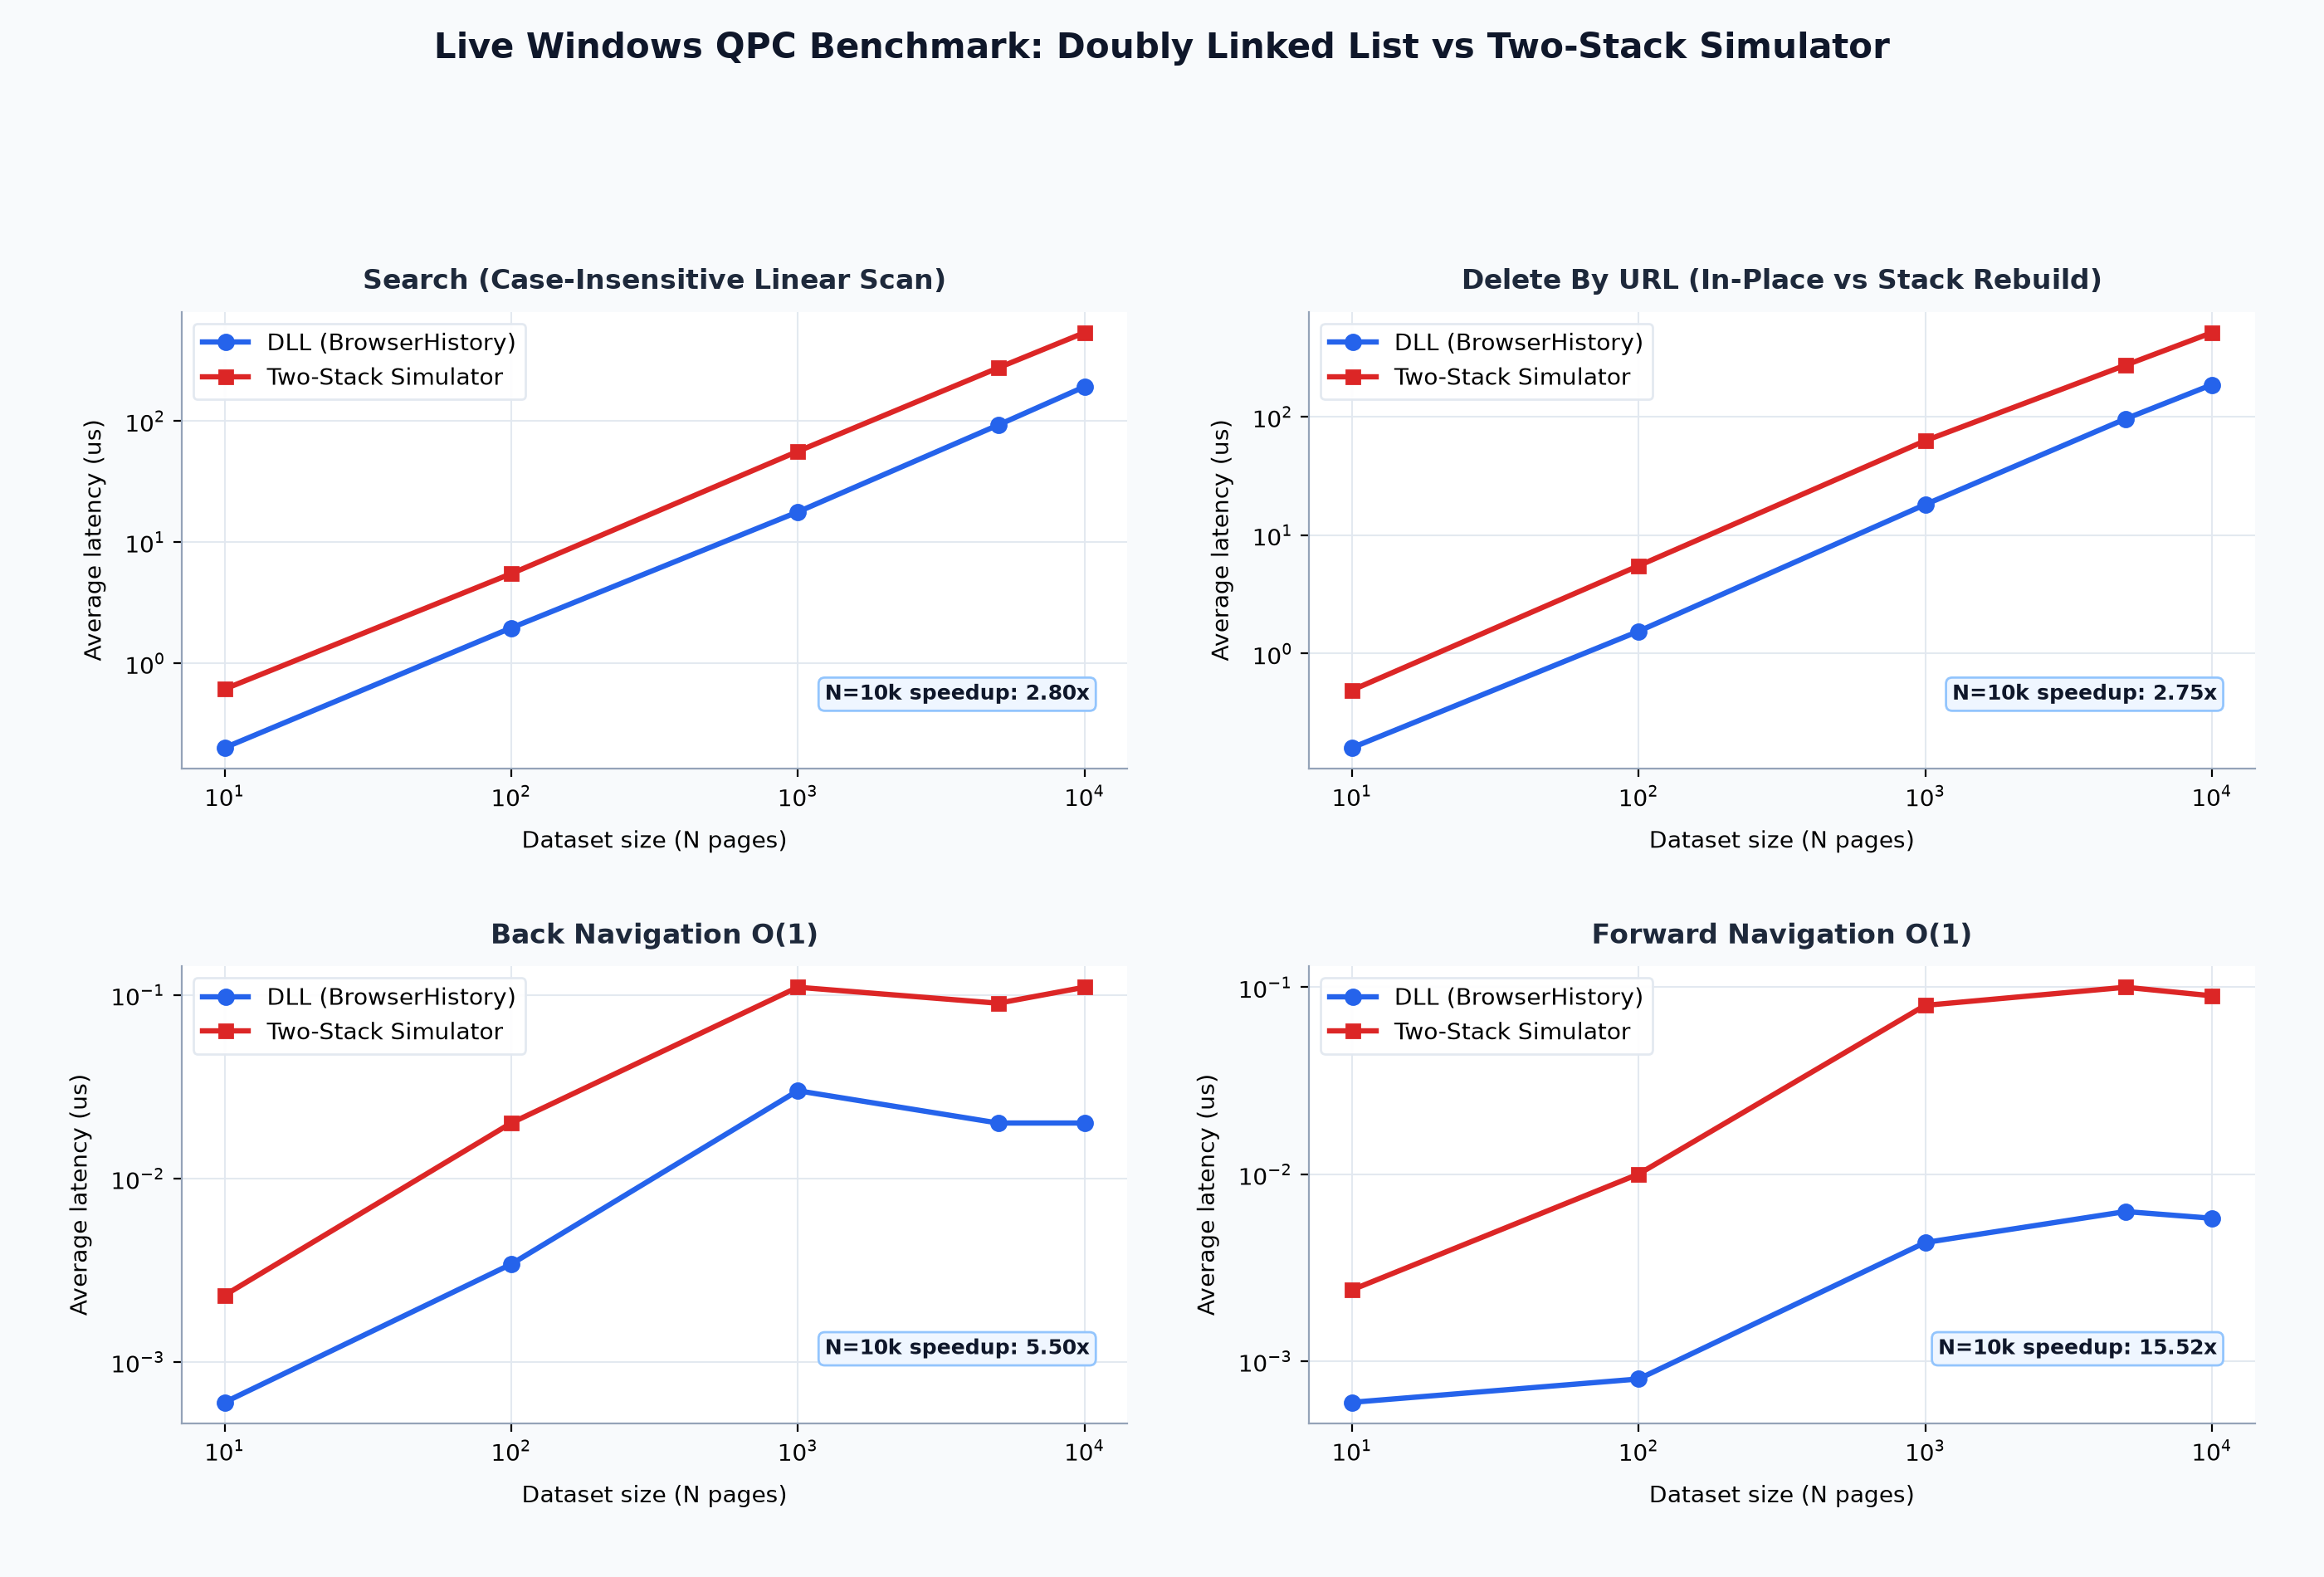 Live Windows QPC Benchmark: Doubly Linked List vs Two-Stack Simulator
Search (Case-Insensitive Linear Scan)
DLL (BrowserHistory)
Two-Stack Simulator
Average latency (us)
10²
10¹
10⁰
N=10k speedup: 2.80x
10¹ 10² 10³ 10⁴
Dataset size (N pages)
Delete By URL (In-Place vs Stack Rebuild)
DLL (BrowserHistory)
Two-Stack Simulator
Average latency (us)
10²
10¹
10⁰
N=10k speedup: 2.75x
10¹ 10² 10³ 10⁴
Dataset size (N pages)
Back Navigation O(1)
DLL (BrowserHistory)
Two-Stack Simulator
Average latency (us)
10⁻¹
10⁻²
10⁻³
N=10k speedup: 5.50x
10¹ 10² 10³ 10⁴
Dataset size (N pages)
Forward Navigation O(1)
DLL (BrowserHistory)
Two-Stack Simulator
Average latency (us)
10⁻¹
10⁻²
10⁻³
N=10k speedup: 15.52x
10¹ 10² 10³ 10⁴
Dataset size (N pages)